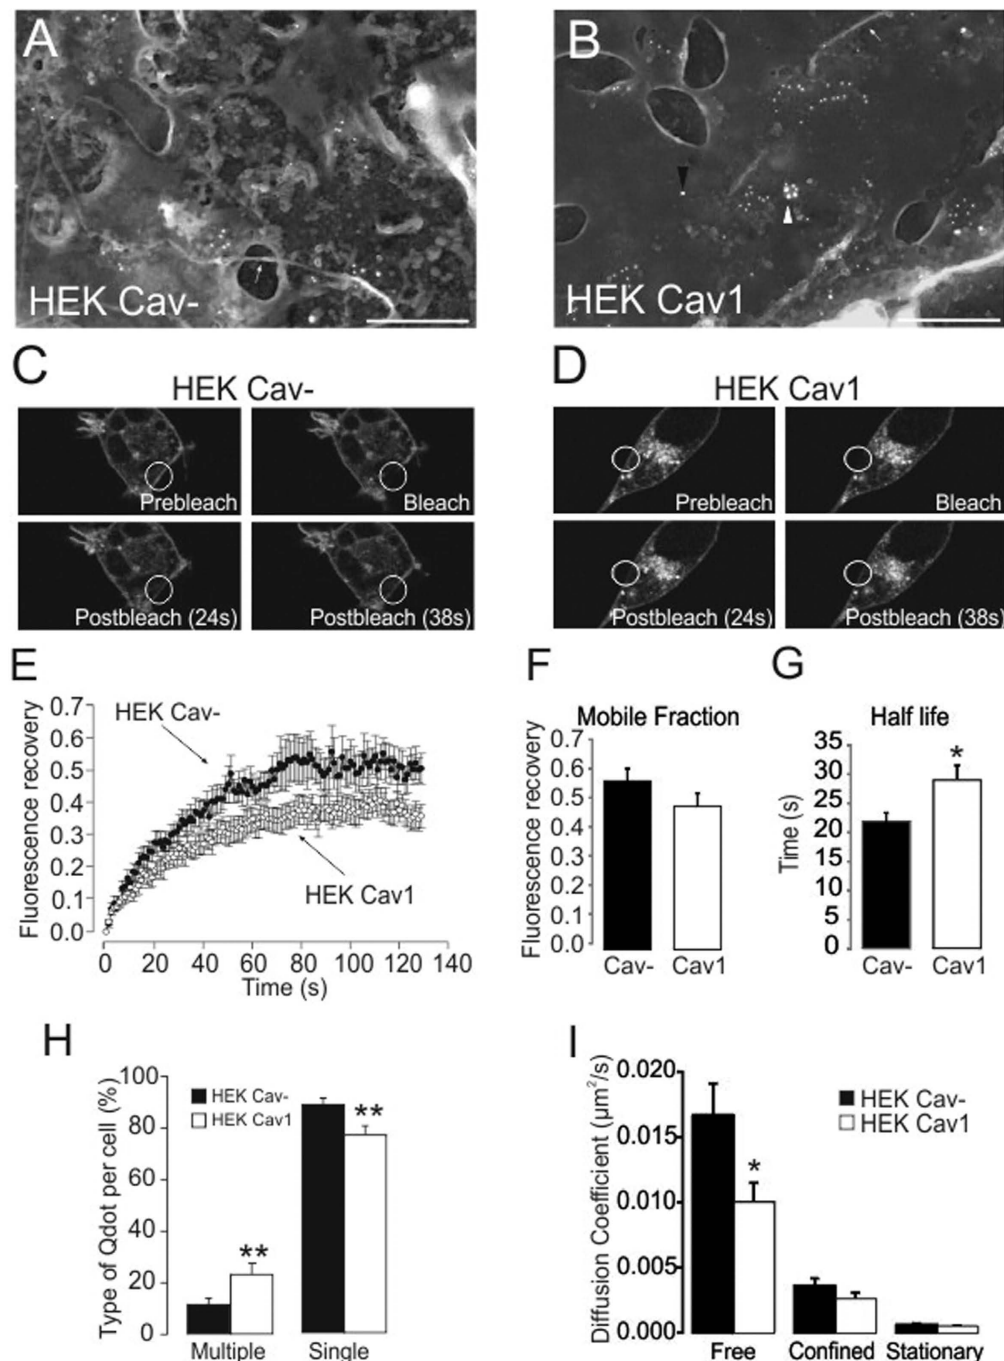 A
HEK Cav-
B
HEK Cav1
C
HEK Cav-
Prebleach
Bleach
Postbleach (24s)
Postbleach (38s)
D
HEK Cav1
Prebleach
Bleach
Postbleach (24s)
Postbleach (38s)
E
Fluorescence recovery
0.7
0.6
0.5
0.4
0.3
0.2
0.1
0.0
HEK Cav-
HEK Cav1
0 20 40 60 80 100 120 140
Time (s)
F
Mobile Fraction
Fluorescence recovery
0.7
0.6
0.5
0.4
0.3
0.2
0.1
0.0
Cav- Cav1
G
Half life
Time (s)
35
30
25
20
15
10
5
0
*
Cav- Cav1
H
Type of Qdot per cell (%)
100
80
60
40
20
0
HEK Cav-
HEK Cav1
**
**
Multiple Single
I
Diffusion Coefficient (µm²/s)
0.020
0.015
0.010
0.005
0.000
HEK Cav-
HEK Cav1
*
Free Confined Stationary